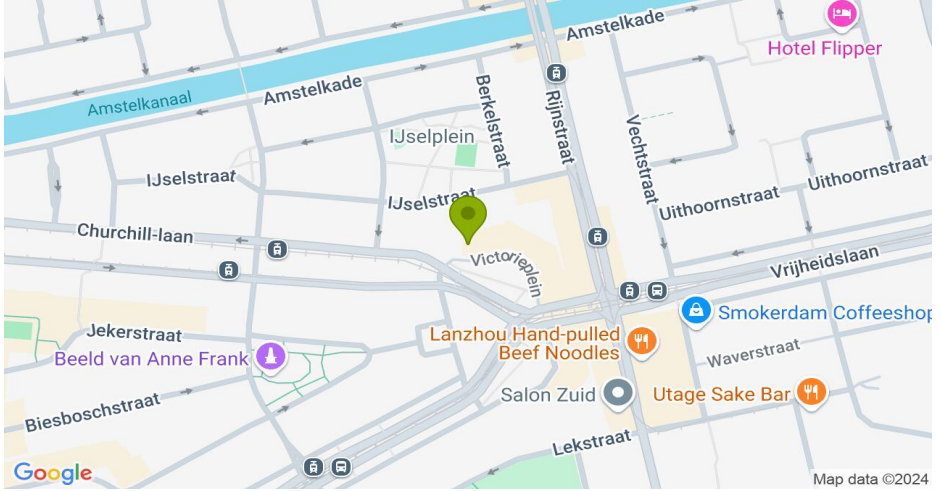 Amstelkade
Hotel Flipper
Amstelkanaal
Amstelkade
Berkelstraat
Rijnstraat
Vechtstraat
IJselplein
IJselstraat
IJselstraat
Uithoornstraat
Uithoornstraat
Churchill-laan
Victorieplein
Vrijheidslaan
Smokerdam Coffeeshop
Jekerstraat
Lanzhou Hand-pulled
Beef Noodles
Beeld van Anne Frank
Waverstraat
Salon Zuid
Utage Sake Bar
Biesboschstraat
Lekstraat
Google
Map data ©2024